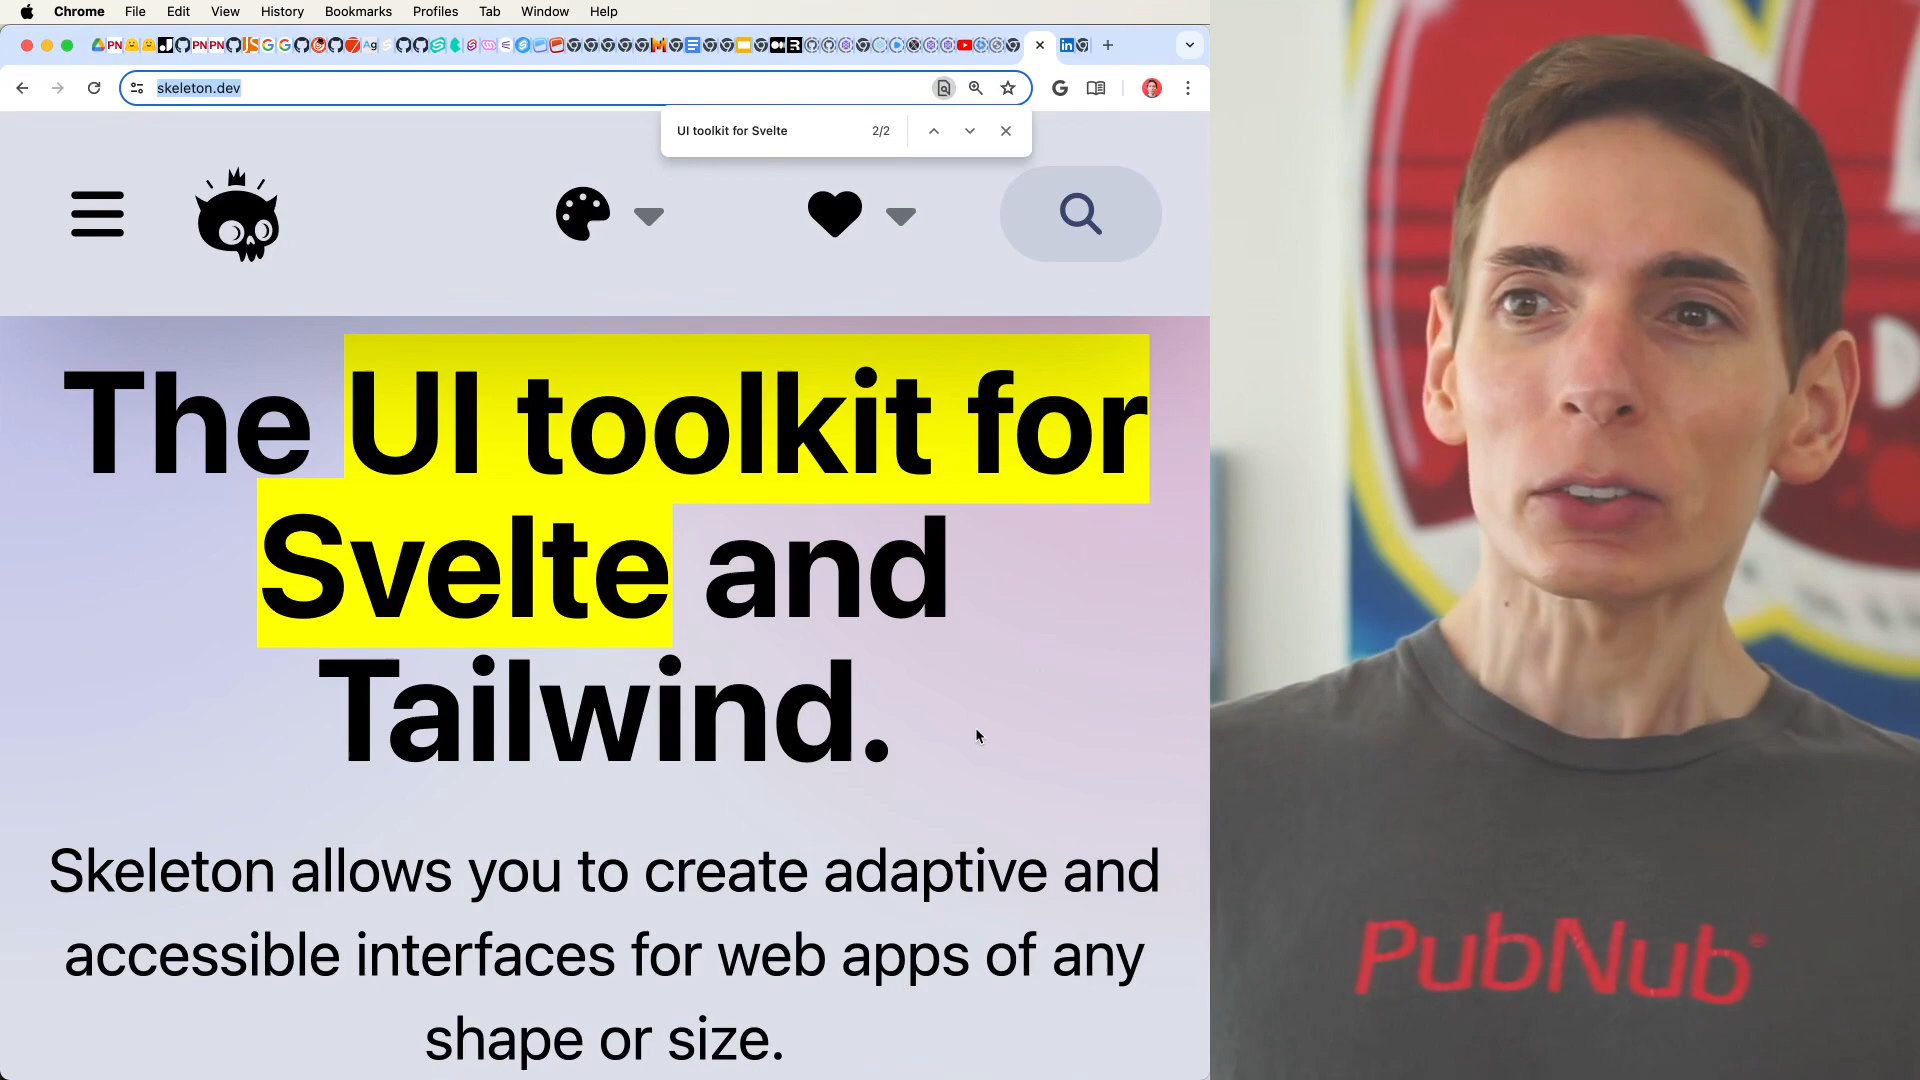 Chrome File Edit View History Bookmarks Profiles Tab Window Help
skeleton.dev
UI toolkit for Svelte 2/2
The UI toolkit for
Svelte and
Tailwind.
Skeleton allows you to create adaptive and
accessible interfaces for web apps of any
shape or size.
PubNub®